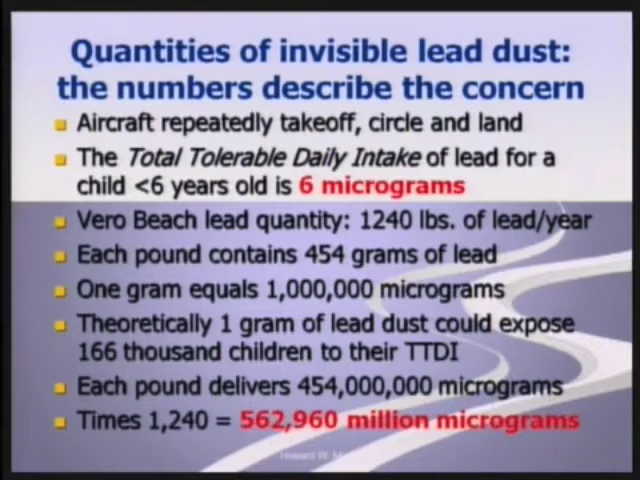 Quantities of invisible lead dust:
the numbers describe the concern
Aircraft repeatedly takeoff, circle and land
The Total Tolerable Daily Intake of lead for a
child <6 years old is 6 micrograms
Vero Beach lead quantity: 1240 lbs. of lead/year
Each pound contains 454 grams of lead
One gram equals 1,000,000 micrograms
Theoretically 1 gram of lead dust could expose
166 thousand children to their TTDI
Each pound delivers 454,000,000 micrograms
Times 1,240 = 562,960 million micrograms
Howard W.